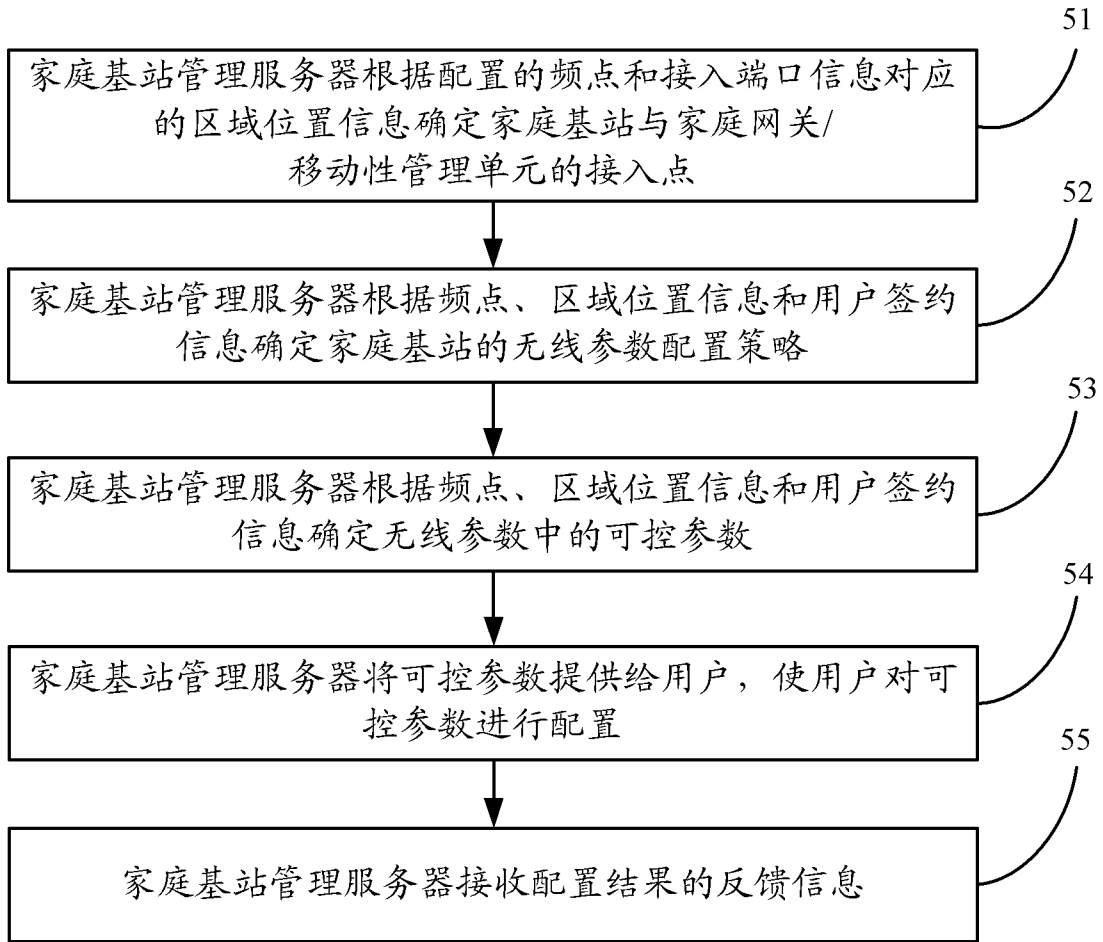 51
家庭基站管理服务器根据配置的频点和接入端口信息对应
的区域位置信息确定家庭基站与家庭网关/
移动性管理单元的接入点
52
家庭基站管理服务器根据频点、区域位置信息和用户签约
信息确定家庭基站的无线参数配置策略
53
家庭基站管理服务器根据频点、区域位置信息和用户签约
信息确定无线参数中的可控参数
54
家庭基站管理服务器将可控参数提供给用户，使用户对可
控参数进行配置
55
家庭基站管理服务器接收配置结果的反馈信息